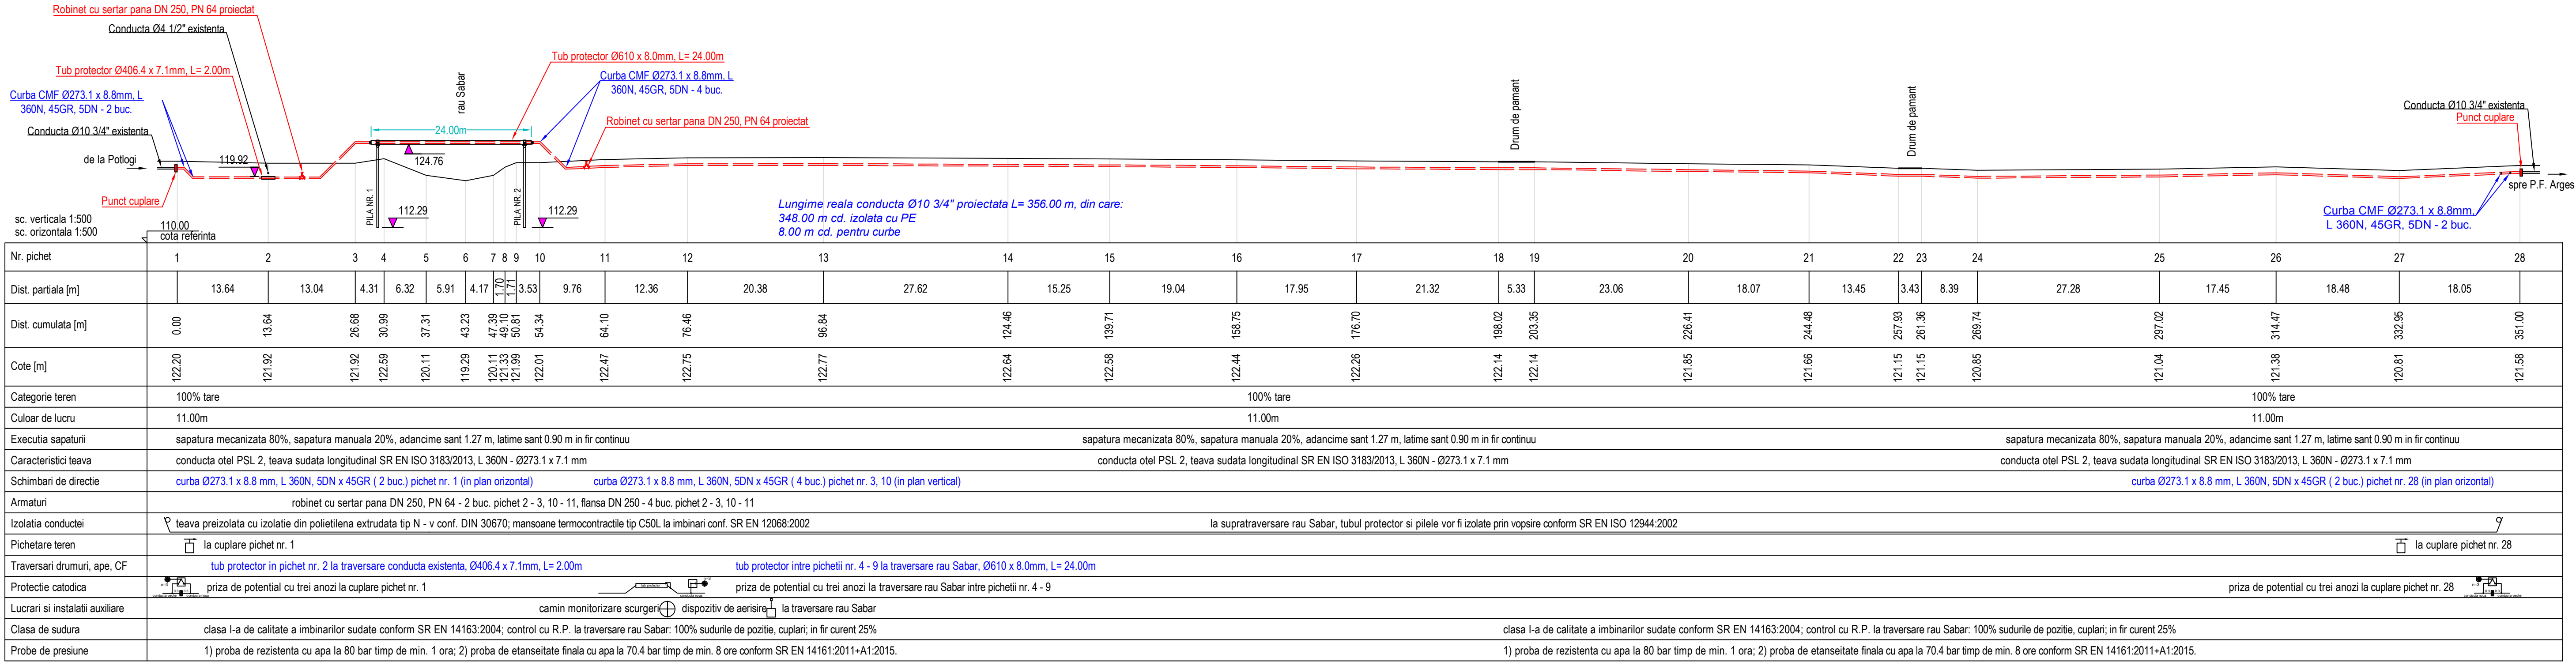 Robinet cu sertar pana DN 250, PN 64 proiectat
Conducta Ø4 1/2" existenta
Tub protector Ø406.4 x 7.1mm, L= 2.00m
Curba CMF Ø273.1 x 8.8mm, L
360N, 45GR, 5DN - 2 buc.
Conducta Ø10 3/4" existenta
de la Potlogi
119.92
Punct cuplare
rau Sabar
24.00m
124.76
Tub protector Ø610 x 8.0mm, L= 24.00m
Curba CMF Ø273.1 x 8.8mm, L
360N, 45GR, 5DN - 4 buc.
Robinet cu sertar pana DN 250, PN 64 proiectat
Drum de pamant
Drum de pamant
Conducta Ø10 3/4" existenta
Punct cuplare
spre P.F. Arges
PILA NR. 1
112.29
PILA NR. 2
112.29
Lungime reala conducta Ø10 3/4" proiectata L= 356.00 m, din care:
348.00 m cd. izolata cu PE
8.00 m cd. pentru curbe
Curba CMF Ø273.1 x 8.8mm,
L 360N, 45GR, 5DN - 2 buc.
sc. verticala 1:500
sc. orizontala 1:500
110.00
cota referinta
Nr. pichet 1 2 3 4 5 6 7 8 9 10 11 12 13 14 15 16 17 18 19 20 21 22 23 24 25 26 27 28
Dist. partiala [m] 13.64 13.04 4.31 6.32 5.91 4.17 1.70 1.71 3.53 9.76 12.36 20.38 27.62 15.25 19.04 17.95 21.32 5.33 23.06 18.07 13.45 3.43 8.39 27.28 17.45 18.48 18.05
Dist. cumulata [m] 0.00 13.64 26.68 30.99 37.31 43.23 47.39 49.10 50.81 54.34 64.10 76.46 96.84 124.46 139.71 158.75 176.70 198.02 203.35 226.41 244.48 257.93 261.36 269.74 297.02 314.47 332.95 351.00
Cote [m] 122.20 121.92 121.92 122.59 120.11 119.29 120.11 121.33 121.99 122.01 122.47 122.75 122.77 122.64 122.58 122.44 122.26 122.14 122.14 121.85 121.66 121.15 121.15 120.85 121.04 121.38 120.81 121.58
Categorie teren 100% tare 100% tare 100% tare
Culoar de lucru 11.00m 11.00m 11.00m
Executia sapaturii sapatura mecanizata 80%, sapatura manuala 20%, adancime sant 1.27 m, latime sant 0.90 m in fir continuu sapatura mecanizata 80%, sapatura manuala 20%, adancime sant 1.27 m, latime sant 0.90 m in fir continuu sapatura mecanizata 80%, sapatura manuala 20%, adancime sant 1.27 m, latime sant 0.90 m in fir continuu
Caracteristici teava conducta otel PSL 2, teava sudata longitudinal SR EN ISO 3183/2013, L 360N - Ø273.1 x 7.1 mm conducta otel PSL 2, teava sudata longitudinal SR EN ISO 3183/2013, L 360N - Ø273.1 x 7.1 mm conducta otel PSL 2, teava sudata longitudinal SR EN ISO 3183/2013, L 360N - Ø273.1 x 7.1 mm
Schimbari de directie curba Ø273.1 x 8.8 mm, L 360N, 5DN x 45GR ( 2 buc.) pichet nr. 1 (in plan orizontal) curba Ø273.1 x 8.8 mm, L 360N, 5DN x 45GR ( 4 buc.) pichet nr. 3, 10 (in plan vertical) curba Ø273.1 x 8.8 mm, L 360N, 5DN x 45GR ( 2 buc.) pichet nr. 28 (in plan orizontal)
Armaturi robinet cu sertar pana DN 250, PN 64 - 2 buc. pichet 2 - 3, 10 - 11, flansa DN 250 - 4 buc. pichet 2 - 3, 10 - 11
Izolatia conductei teava preizolata cu izolatie din polietilena extrudata tip N - v conf. DIN 30670; mansoane termocontractile tip C50L la imbinari conf. SR EN 12068:2002 la supratraversare rau Sabar, tubul protector si pilele vor fi izolate prin vopsire conform SR EN ISO 12944:2002
Pichetare teren la cuplare pichet nr. 1 la cuplare pichet nr. 28
Traversari drumuri, ape, CF tub protector in pichet nr. 2 la traversare conducta existenta, Ø406.4 x 7.1mm, L= 2.00m tub protector intre pichetii nr. 4 - 9 la traversare rau Sabar, Ø610 x 8.0mm, L= 24.00m
Protectie catodica priza de potential cu trei anozi la cuplare pichet nr. 1 tub protector priza de potential cu trei anozi la traversare rau Sabar intre pichetii nr. 4 - 9 priza de potential cu trei anozi la cuplare pichet nr. 28
Lucrari si instalatii auxiliare camin monitorizare scurgeri dispozitiv de aerisire la traversare rau Sabar
Clasa de sudura clasa I-a de calitate a imbinarilor sudate conform SR EN 14163:2004; control cu R.P. la traversare rau Sabar: 100% sudurile de pozitie, cuplari; in fir curent 25% clasa I-a de calitate a imbinarilor sudate conform SR EN 14163:2004; control cu R.P. la traversare rau Sabar: 100% sudurile de pozitie, cuplari; in fir curent 25%
Probe de presiune 1) proba de rezistenta cu apa la 80 bar timp de min. 1 ora; 2) proba de etanseitate finala cu apa la 70.4 bar timp de min. 8 ore conform SR EN 14161:2011+A1:2015. 1) proba de rezistenta cu apa la 80 bar timp de min. 1 ora; 2) proba de etanseitate finala cu apa la 70.4 bar timp de min. 8 ore conform SR EN 14161:2011+A1:2015.